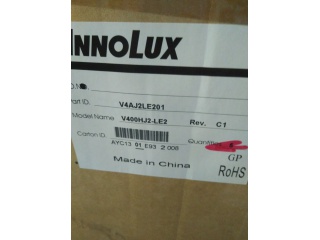 INNOLUX
Part ID. V4AJ2LE201
Model Name V400HJ2-LE2 Rev. C1
Carton ID. Quantities
AYC13 01 E93 2 006
GP
Made in China RoHS